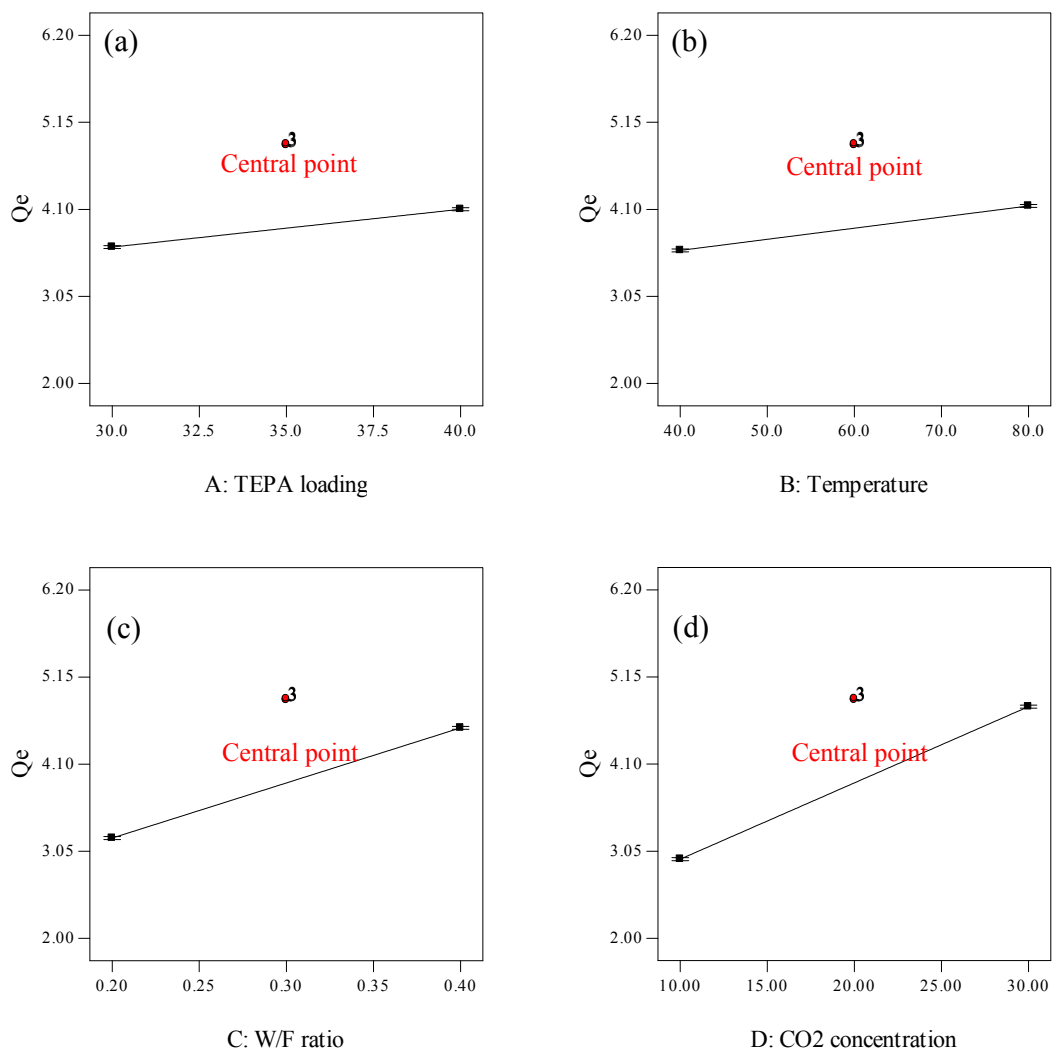 (a)
6.20
5.15
4.10
3.05
2.00
Qe
3
Central point
30.0 32.5 35.0 37.5 40.0
A: TEPA loading
(b)
6.20
5.15
4.10
3.05
2.00
Qe
3
Central point
40.0 50.0 60.0 70.0 80.0
B: Temperature
(c)
6.20
5.15
4.10
3.05
2.00
Qe
3
Central point
0.20 0.25 0.30 0.35 0.40
C: W/F ratio
(d)
6.20
5.15
4.10
3.05
2.00
Qe
3
Central point
10.00 15.00 20.00 25.00 30.00
D: CO2 concentration